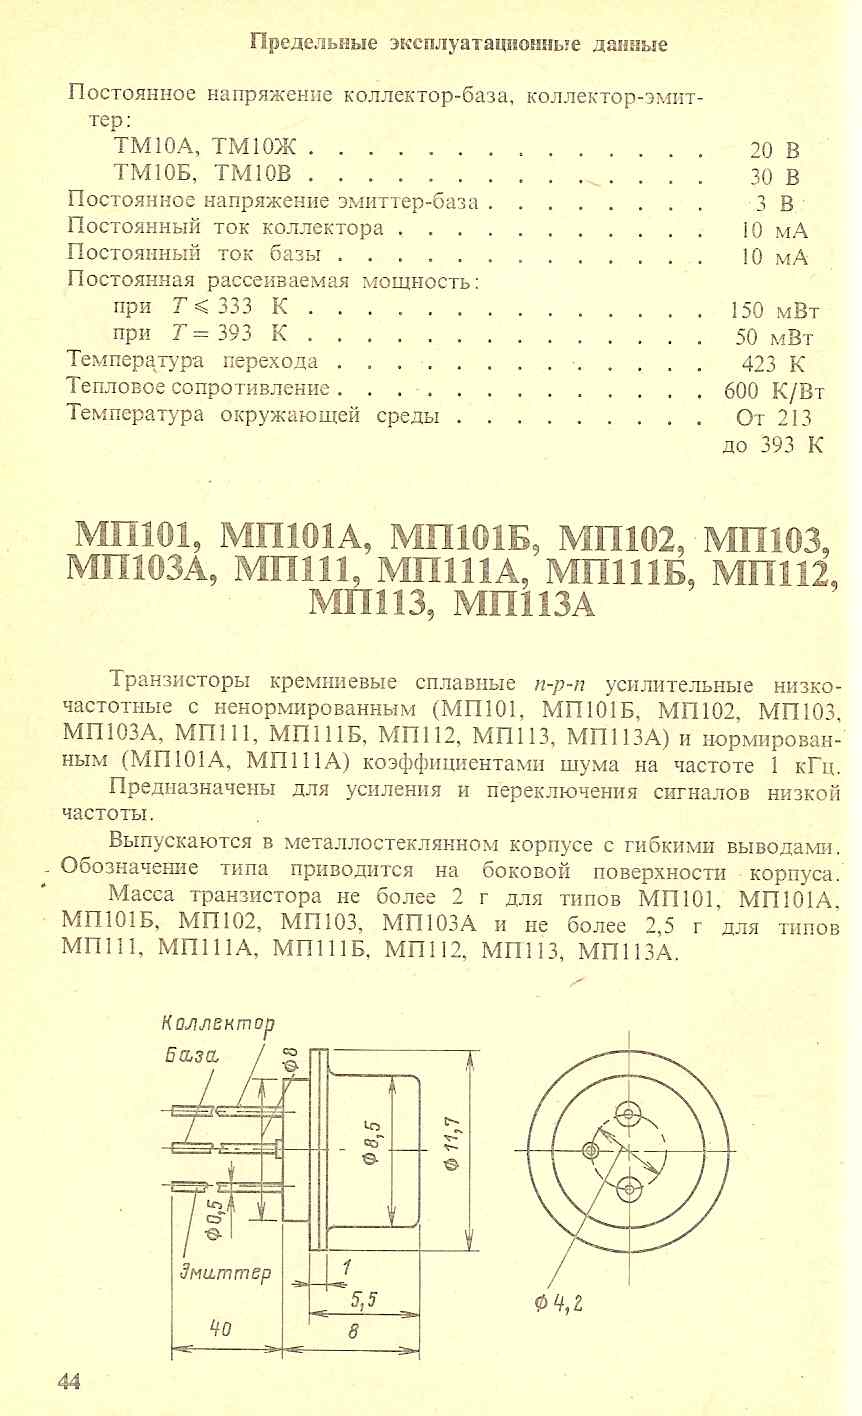 Предельные эксплуатационные данные
Постоянное напряжение коллектор-база, коллектор-эмит-
тер:
ТМ10А, ТМ10Ж . . . . . . . . . . . . . . 20 В
ТМ10Б, ТМ10В . . . . . . . . . . . . . . 30 В
Постоянное напряжение эмиттер-база . . . . . . . . 3 В
Постоянный ток коллектора . . . . . . . . . . . 10 мА
Постоянный ток базы . . . . . . . . . . . . . 10 мА
Постоянная рассеиваемая мощность:
при T ⩽ 333 К . . . . . . . . . . . . . . 150 мВт
при T = 393 К . . . . . . . . . . . . . . 50 мВт
Температура перехода . . . . . . . . . . . . . 423 К
Тепловое сопротивление . . . . . . . . . . . . . 600 К/Вт
Температура окружающей среды . . . . . . . . . От 213
до 393 К
МП101, МП101А, МП101Б, МП102, МП103,
МП103А, МП111, МП111А, МП111Б, МП112,
МП113, МП113А
Транзисторы кремниевые сплавные n-p-n усилительные низко-
частотные с ненормированным (МП101, МП101Б, МП102, МП103,
МП103А, МП111, МП111Б, МП112, МП113, МП113А) и нормирован-
ным (МП101А, МП111А) коэффициентами шума на частоте 1 кГц.
Предназначены для усиления и переключения сигналов низкой
частоты.
Выпускаются в металлостеклянном корпусе с гибкими выводами.
Обозначение типа приводится на боковой поверхности корпуса.
Масса транзистора не более 2 г для типов МП101, МП101А,
МП101Б, МП102, МП103, МП103А и не более 2,5 г для типов
МП111, МП111А, МП111Б, МП112, МП113, МП113А.
Коллектор
База
Ф8
Ф8,5
Ф11,7
Ф0,5
Эмиттер
1
5,5
40
8
Ф4,2
44